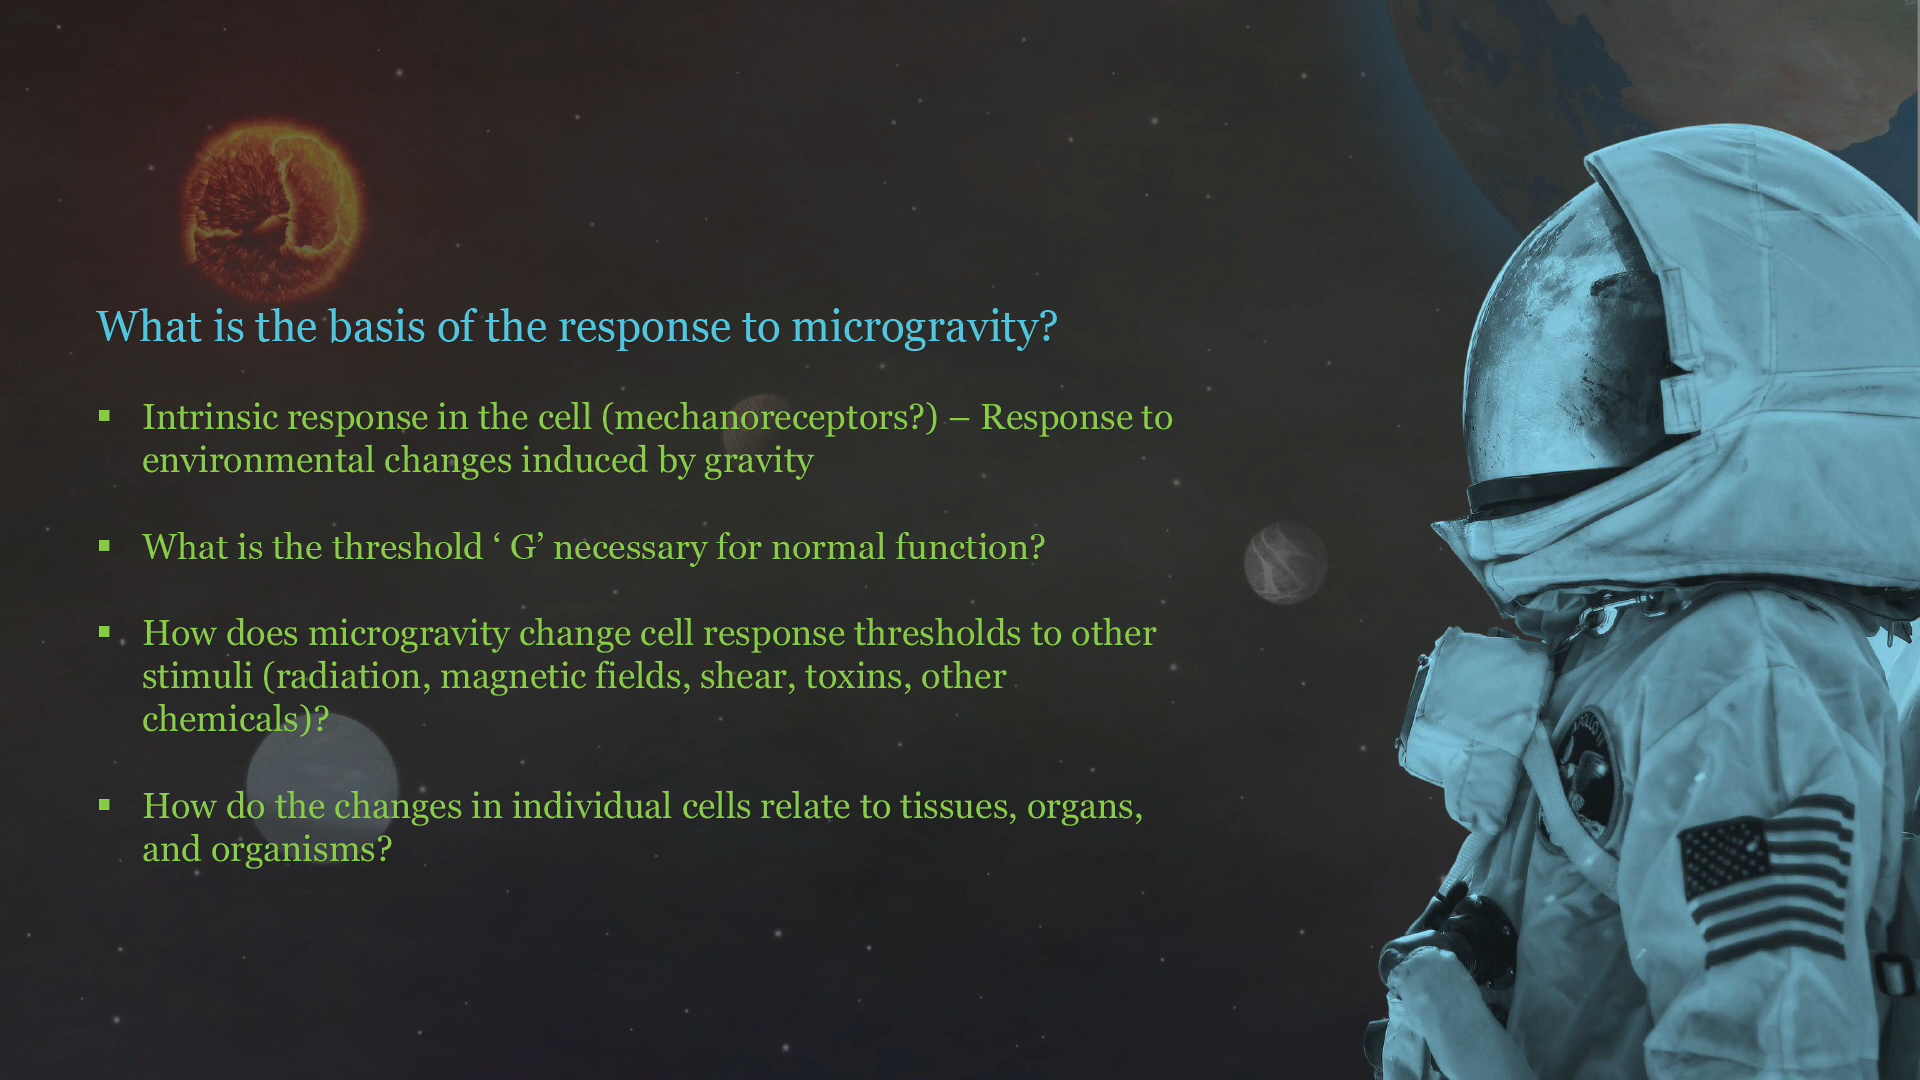 What is the basis of the response to microgravity?
▪ Intrinsic response in the cell (mechanoreceptors?) – Response to
environmental changes induced by gravity
▪ What is the threshold ‘ G’ necessary for normal function?
▪ How does microgravity change cell response thresholds to other
stimuli (radiation, magnetic fields, shear, toxins, other
chemicals)?
▪ How do the changes in individual cells relate to tissues, organs,
and organisms?
APOLLO